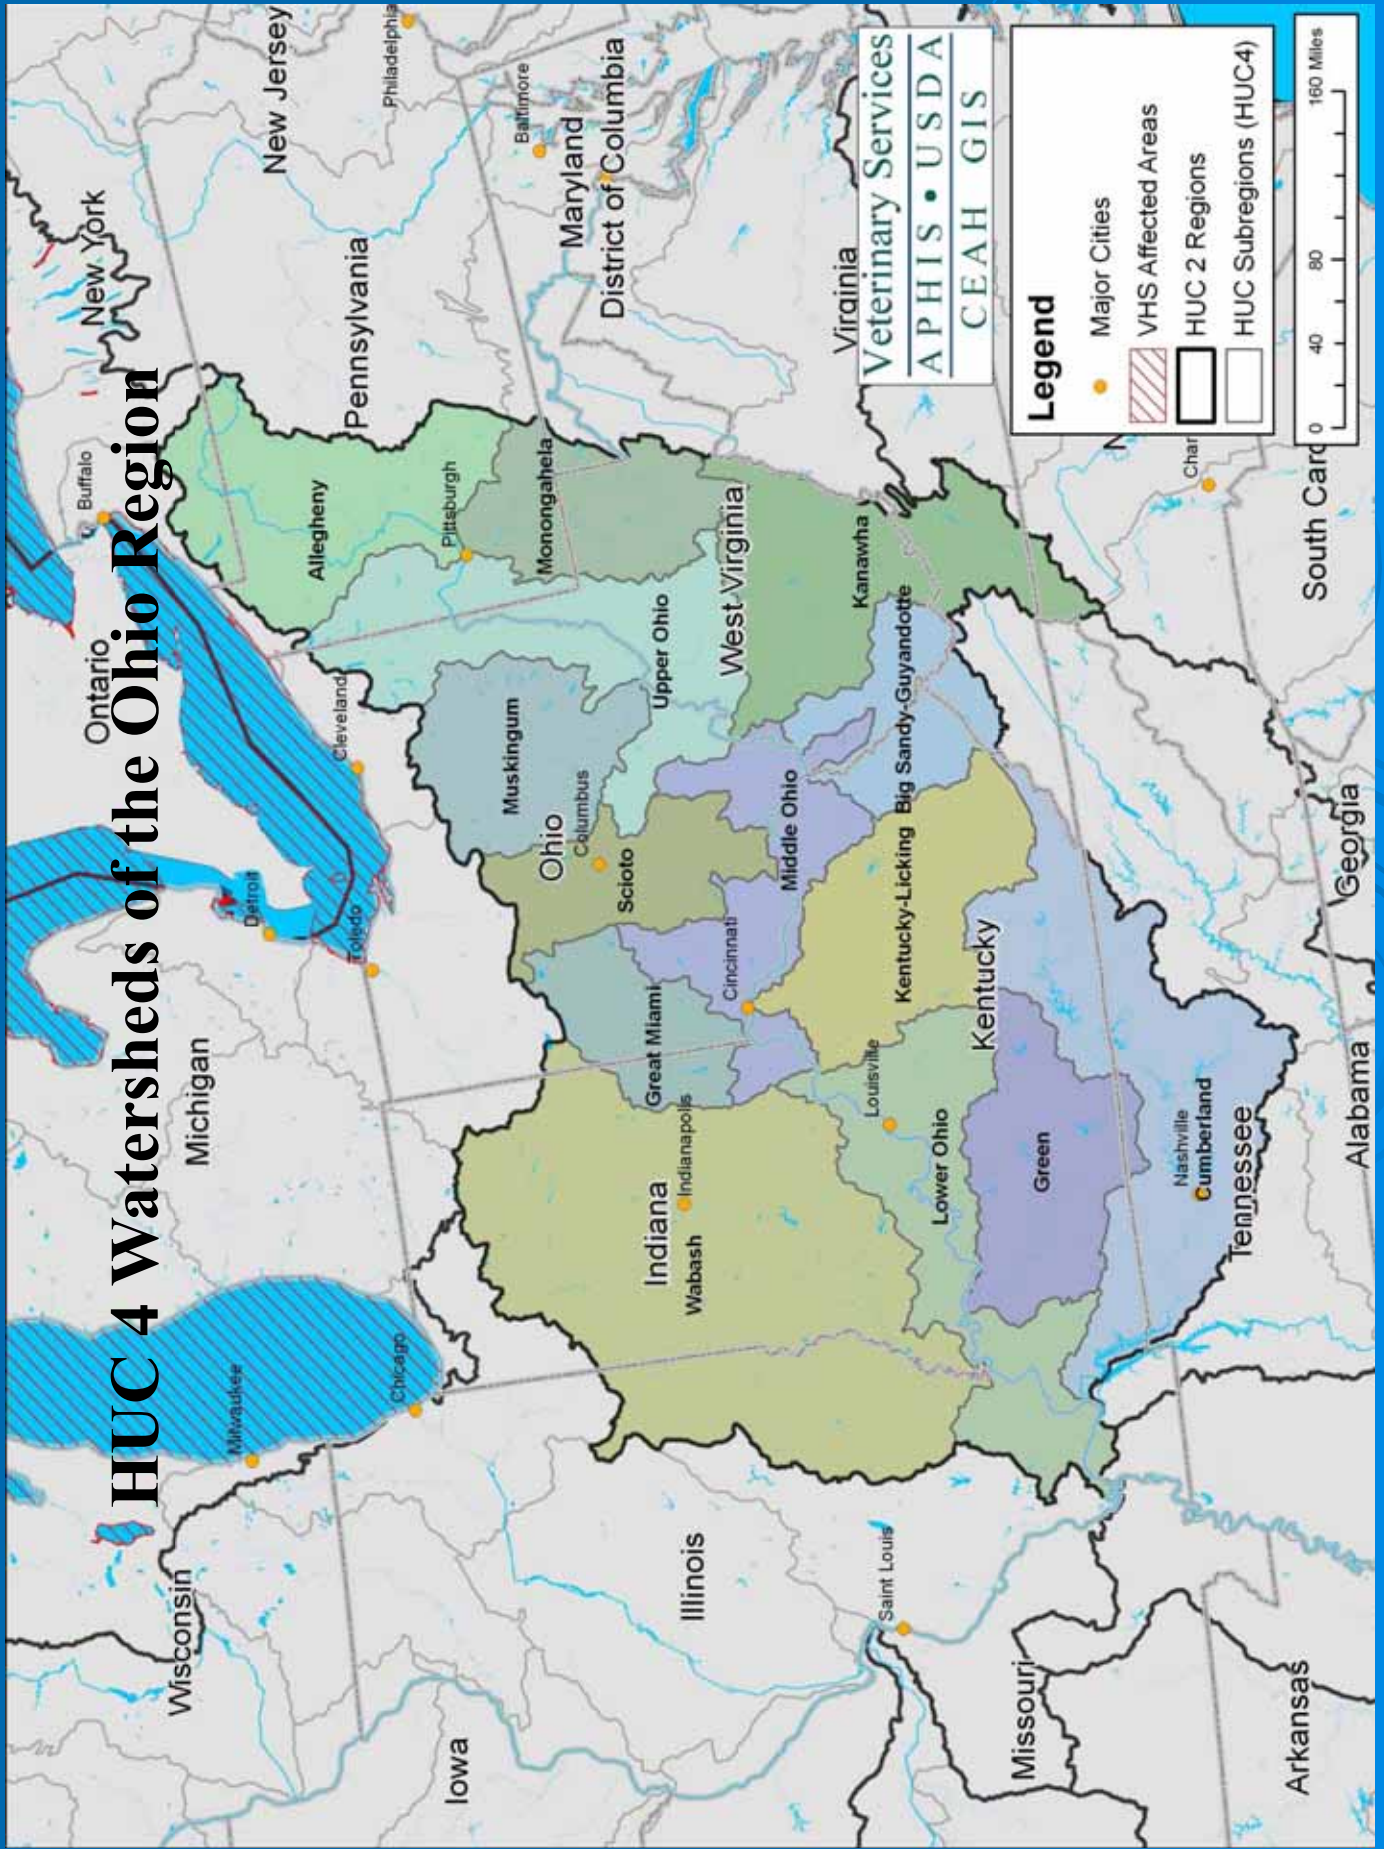 HUC 4 Watersheds of the Ohio Region
Wisconsin
Milwaukee
Chicago
Michigan
Detroit
Toledo
Ontario
Cleveland
Buffalo
New York
New Jersey
Philadelphia
Pennsylvania
Baltimore
Maryland
District of Columbia
Iowa
Illinois
Indiana
Wabash
Indianapolis
Great Miami
Ohio
Columbus
Scioto
Muskingum
Allegheny
Pittsburgh
Monongahela
Upper Ohio
West Virginia
Cincinnati
Middle Ohio
Kanawha
Virginia
Big Sandy-Guyandotte
Kentucky-Licking
Louisville
Lower Ohio
Kentucky
Green
Saint Louis
Missouri
Nashville
Cumberland
Tennessee
Arkansas
Alabama
Georgia
South Carc
Char
N
Veterinary Services
APHIS • USDA
CEAH GIS
Legend
Major Cities
VHS Affected Areas
HUC 2 Regions
HUC Subregions (HUC4)
0 40 80 160 Miles